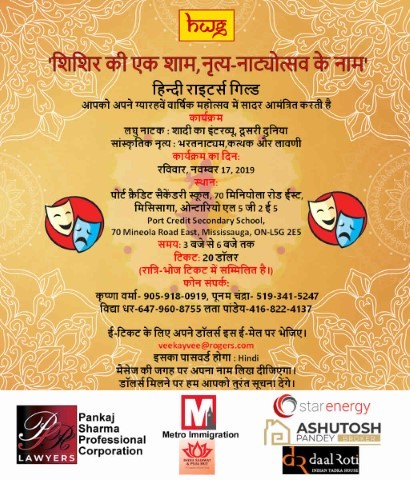 hwg
'शिशिर की एक शाम, नृत्य-नाट्योत्सव के नाम'
हिन्दी राइटर्स गिल्ड
आपको अपने ग्यारहवें वार्षिक महोत्सव में सादर आमंत्रित करती है
कार्यक्रम
लघु नाटक : शादी का इंटरव्यू, दूसरी दुनिया
सांस्कृतिक नृत्य : भरतनाट्यम,कत्थक और लावणी
कार्यक्रम का दिन:
रविवार, नवम्बर 17, 2019
स्थान:
पोर्ट क्रैडिट सैकेंडरी स्कूल, 70 मिनिपोला रोड ईस्ट,
मिसिसागा, ओन्टारियो एल 5 जी 2 ई 5
Port Credit Secondary School,
70 Mineola Road East, Mississauga, ON-L5G 2E5
समय: 3 बजे से 6 बजे तक
टिकट: 20 डॉलर
(रात्रि-भोज टिकट में सम्मिलित है।)
फोन संपर्क:
कृष्णा वर्मा- 905-918-0919, पूनम चद्रा- 519-341-5247
विद्या धर-647-960-8755 लता पांडेय-416-822-4137
ई-टिकट के लिए अपने डॉलर्स इस ई-मेल पर भेजिए।
veekayvee@rogers.com
इसका पासवर्ड होगा : Hindi
मैसेज की जगह पर अपना नाम लिख दीजिएगा।
डॉलर्स मिलने पर हम आपको तुरंत सूचना देंगे।
Pankaj
Sharma
Professional
Corporation
LAWYERS
M
Metro Immigration
starenergy
ASHUTOSH
PANDEY BROKER
daal Roti
INDIAN TADKA HOUSE